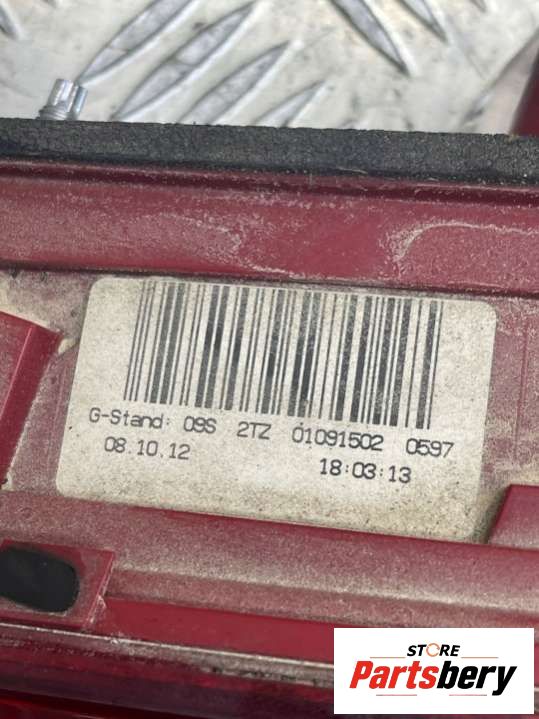 G-Stand: 09S 2TZ 01091502 0597
08.10.12 18:03:13
STORE
Partsbery